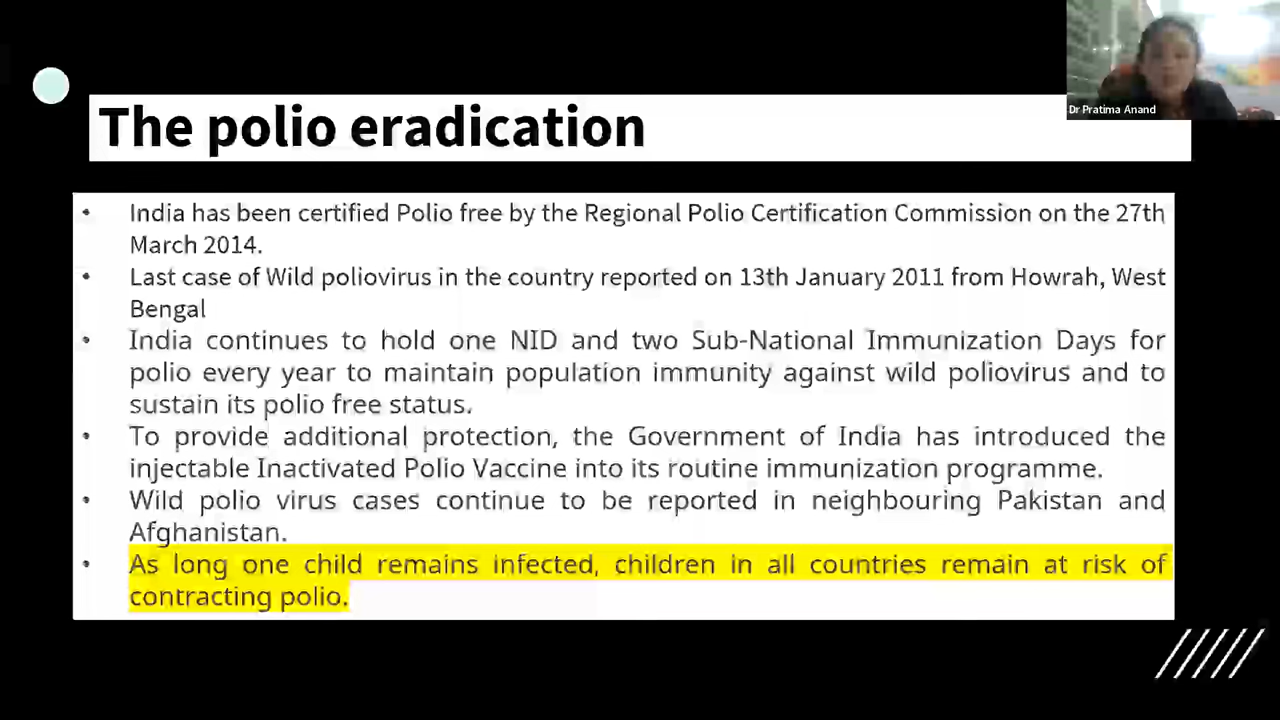 Dr Pratima Anand
The polio eradication
• India has been certified Polio free by the Regional Polio Certification Commission on the 27th
March 2014.
• Last case of Wild poliovirus in the country reported on 13th January 2011 from Howrah, West
Bengal
• India continues to hold one NID and two Sub-National Immunization Days for
polio every year to maintain population immunity against wild poliovirus and to
sustain its polio free status.
• To provide additional protection, the Government of India has introduced the
injectable Inactivated Polio Vaccine into its routine immunization programme.
• Wild polio virus cases continue to be reported in neighbouring Pakistan and
Afghanistan.
• As long one child remains infected, children in all countries remain at risk of
contracting polio.